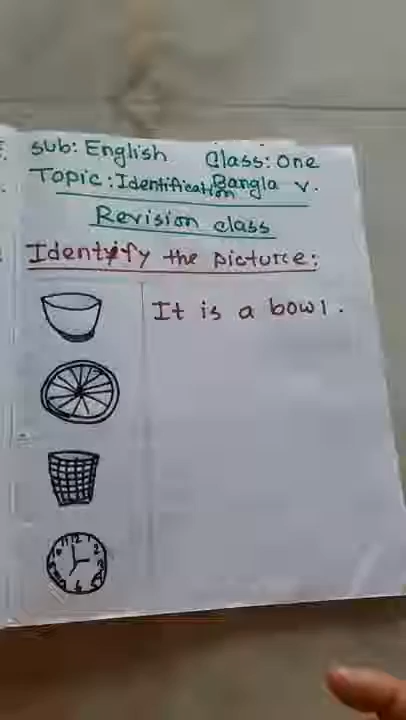 Sub: English Class: One
Topic: Identification Bangla V.
Revision class
Identify the picture:
It is a bowl.